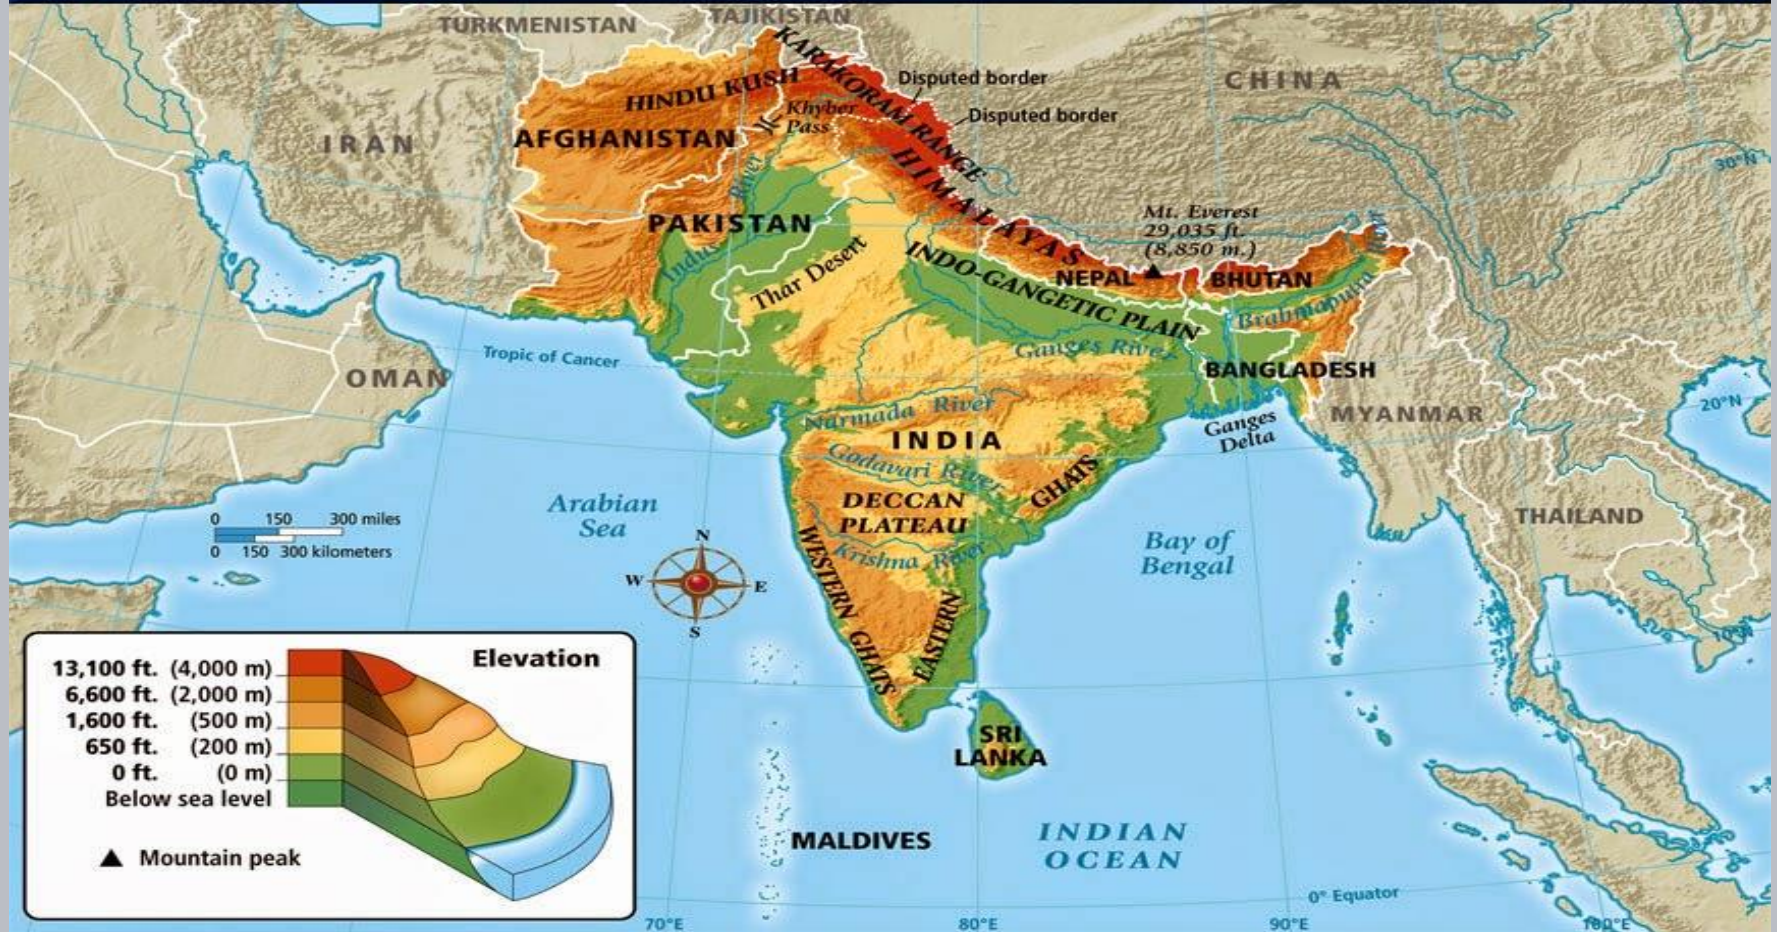 TURKMENISTAN
TAJIKISTAN
KARAKORAM RANGE
Disputed border
Disputed border
CHINA
HINDU KUSH
Khyber
Pass
IRAN
AFGHANISTAN
HIMALAYAS
30°N
Indus River
PAKISTAN
Mt. Everest
29,035 ft.
(8,850 m.)
Thar Desert
INDO-GANGETIC PLAIN
NEPAL
BHUTAN
Brahmaputra
Tropic of Cancer
Ganges River
OMAN
BANGLADESH
Narmada River
Ganges
Delta
MYANMAR
20°N
INDIA
Godavari River
EASTERN GHATS
DECCAN
PLATEAU
Arabian
Sea
THAILAND
0 150 300 miles
0 150 300 kilometers
N
W
E
S
WESTERN GHATS
Krishna River
Bay of
Bengal
10°N
Elevation
13,100 ft. (4,000 m)
6,600 ft. (2,000 m)
1,600 ft. (500 m)
650 ft. (200 m)
0 ft. (0 m)
Below sea level
Mountain peak
SRI
LANKA
MALDIVES
INDIAN
OCEAN
0° Equator
70°E
80°E
90°E
100°E